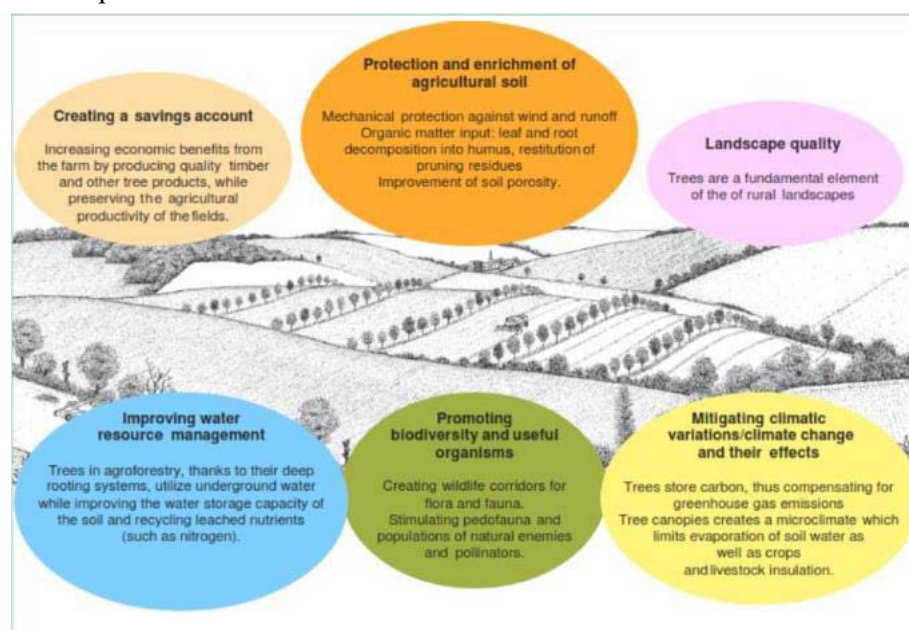 Protection and enrichment of
agricultural soil
Mechanical protection against wind and runoff
Organic matter input: leaf and root
decomposition into humus, restitution of
pruning residues
Improvement of soil porosity.
Creating a savings account
Increasing economic benefits from
the farm by producing quality timber
and other tree products, while
preserving the agricultural
productivity of the fields.
Landscape quality
Trees are a fundamental element
of the of rural landscapes
Improving water
resource management
Trees in agroforestry, thanks to their deep
rooting systems, utilize underground water
while improving the water storage capacity of
the soil and recycling leached nutrients
(such as nitrogen).
Promoting
biodiversity and useful
organisms
Creating wildlife corridors for
flora and fauna.
Stimulating pedofauna and
populations of natural enemies
and pollinators.
Mitigating climatic
variations/climate change
and their effects
Trees store carbon, thus compensating for
greenhouse gas emissions
Tree canopies creates a microclimate which
limits evaporation of soil water as
well as crops
and livestock insulation.